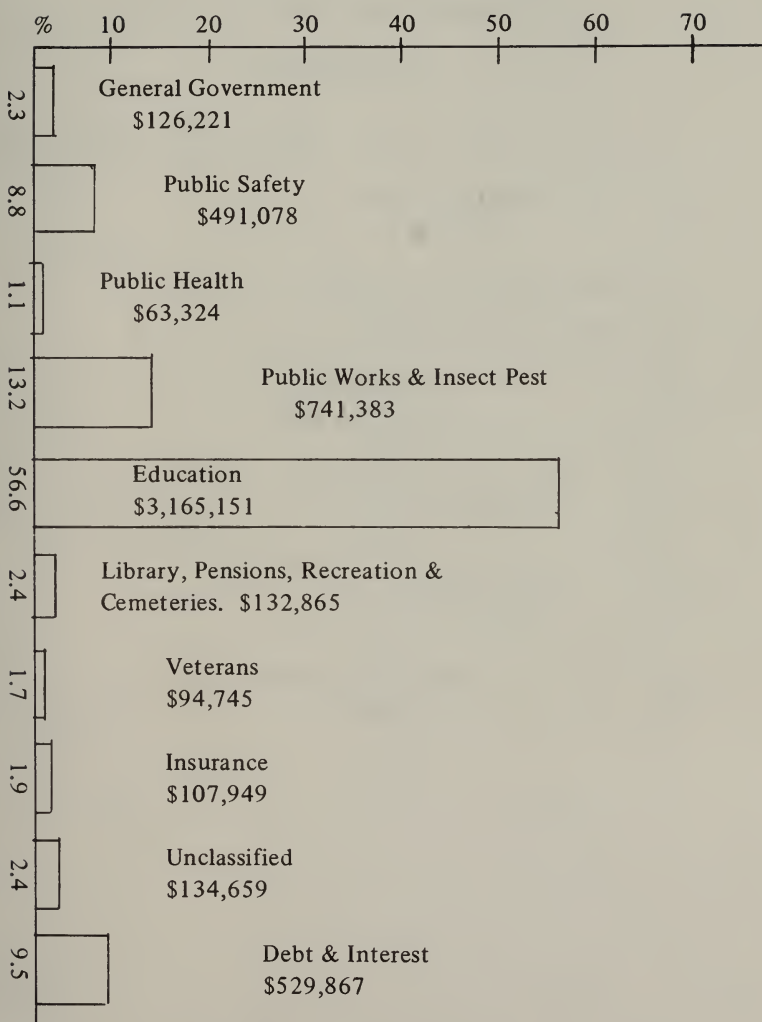 % 10 20 30 40 50 60 70
2.3
General Government
$126,221
8.8
Public Safety
$491,078
1.1
Public Health
$63,324
13.2
Public Works & Insect Pest
$741,383
56.6
Education
$3,165,151
2.4
Library, Pensions, Recreation &
Cemeteries. $132,865
1.7
Veterans
$94,745
1.9
Insurance
$107,949
2.4
Unclassified
$134,659
9.5
Debt & Interest
$529,867